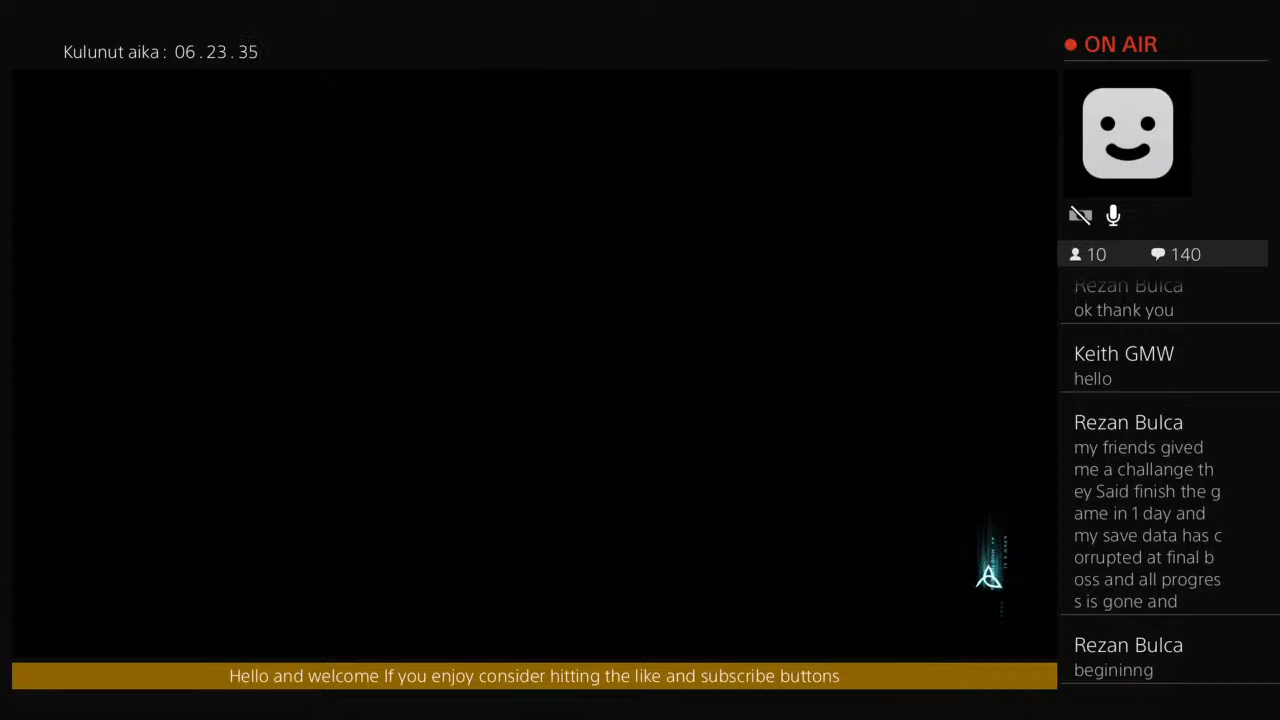 Kulunut aika : 06 . 23 . 35
ON AIR
10 140
Rezan Bulca
ok thank you
Keith GMW
hello
Rezan Bulca
my friends gived
me a challange th
ey Said finish the g
ame in 1 day and
my save data has c
orrupted at final b
oss and all progres
s is gone and
Rezan Bulca
begininng
Hello and welcome If you enjoy consider hitting the like and subscribe buttons